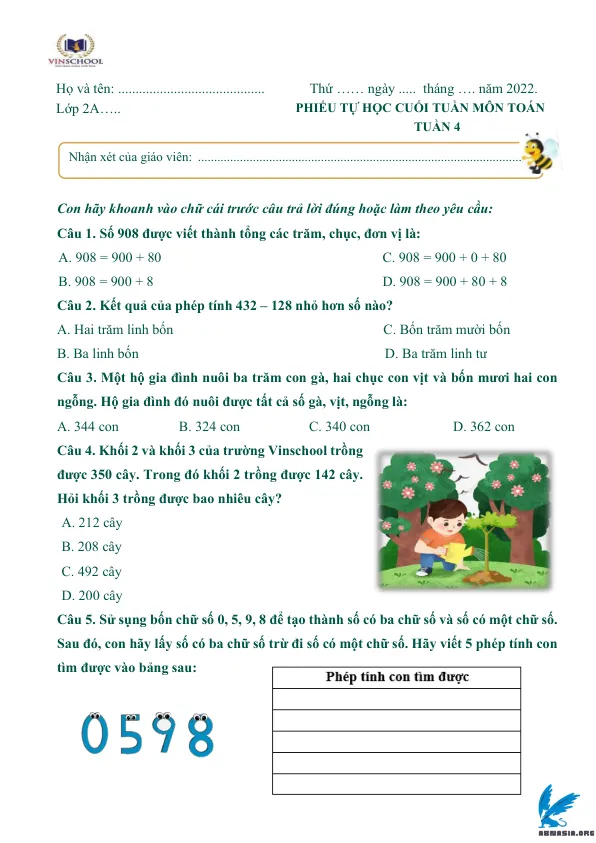 VINSCHOOL
Họ và tên: ..........................................
Thứ …… ngày ..... tháng …. năm 2022.
Lớp 2A…..
PHIẾU TỰ HỌC CUỐI TUẦN MÔN TOÁN
TUẦN 4
Nhận xét của giáo viên: ....................................................................................................
Con hãy khoanh vào chữ cái trước câu trả lời đúng hoặc làm theo yêu cầu:
Câu 1. Số 908 được viết thành tổng các trăm, chục, đơn vị là:
A. 908 = 900 + 80 C. 908 = 900 + 0 + 80
B. 908 = 900 + 8 D. 908 = 900 + 80 + 8
Câu 2. Kết quả của phép tính 432 – 128 nhỏ hơn số nào?
A. Hai trăm linh bốn C. Bốn trăm mười bốn
B. Ba linh bốn D. Ba trăm linh tư
Câu 3. Một hộ gia đình nuôi ba trăm con gà, hai chục con vịt và bốn mươi hai con
ngỗng. Hộ gia đình đó nuôi được tất cả số gà, vịt, ngỗng là:
A. 344 con B. 324 con C. 340 con D. 362 con
Câu 4. Khối 2 và khối 3 của trường Vinschool trồng
được 350 cây. Trong đó khối 2 trồng được 142 cây.
Hỏi khối 3 trồng được bao nhiêu cây?
A. 212 cây
B. 208 cây
C. 492 cây
D. 200 cây
Câu 5. Sử sụng bốn chữ số 0, 5, 9, 8 để tạo thành số có ba chữ số và số có một chữ số.
Sau đó, con hãy lấy số có ba chữ số trừ đi số có một chữ số. Hãy viết 5 phép tính con
tìm được vào bảng sau:
Phép tính con tìm được
0598
ABMASIA.ORG